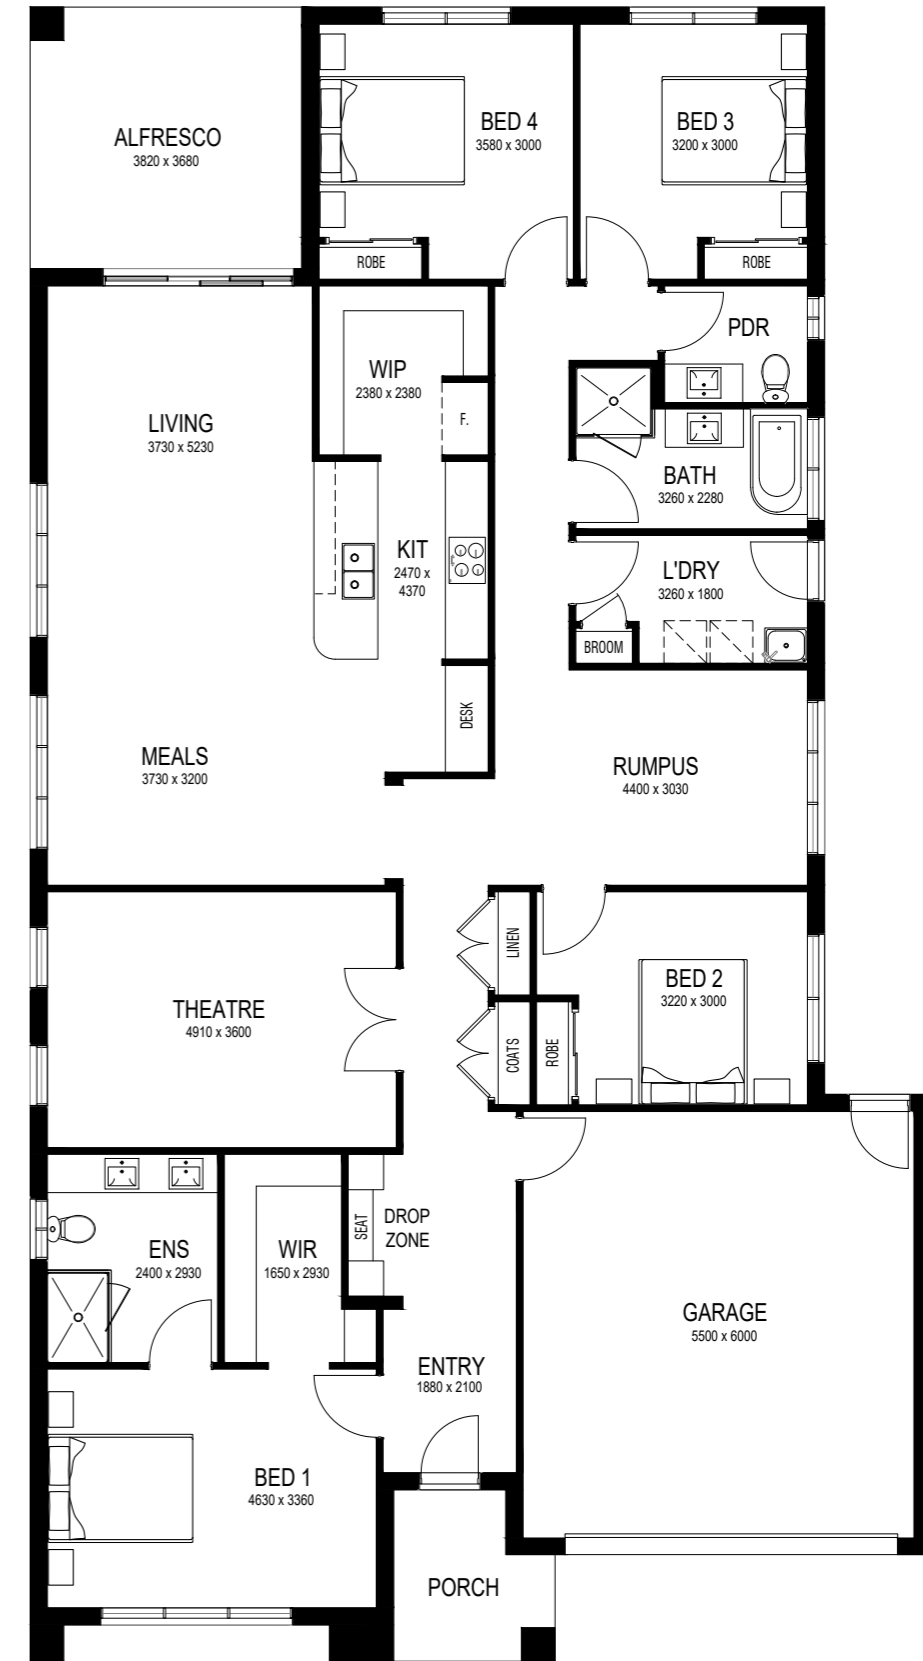 ALFRESCO
3820 x 3680
BED 4
3580 x 3000
BED 3
3200 x 3000
ROBE
ROBE
PDR
WIP
2380 x 2380
F.
LIVING
3730 x 5230
BATH
3260 x 2280
KIT
2470 x
4370
L'DRY
3260 x 1800
BROOM
DESK
MEALS
3730 x 3200
RUMPUS
4400 x 3030
LINEN
BED 2
3220 x 3000
THEATRE
4910 x 3600
COATS
ROBE
SEAT
DROP
ZONE
ENS
2400 x 2930
WIR
1650 x 2930
GARAGE
5500 x 6000
ENTRY
1880 x 2100
BED 1
4630 x 3360
PORCH